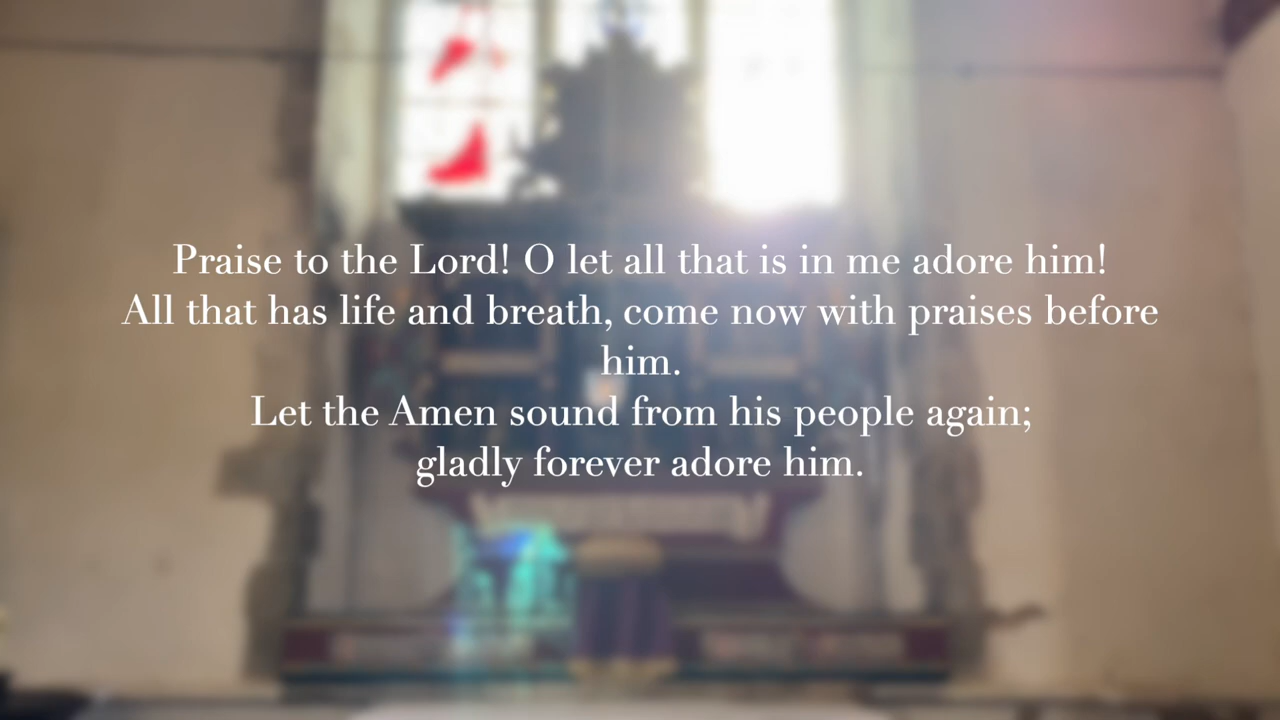 Praise to the Lord! O let all that is in me adore him!
All that has life and breath, come now with praises before
him.
Let the Amen sound from his people again;
gladly forever adore him.